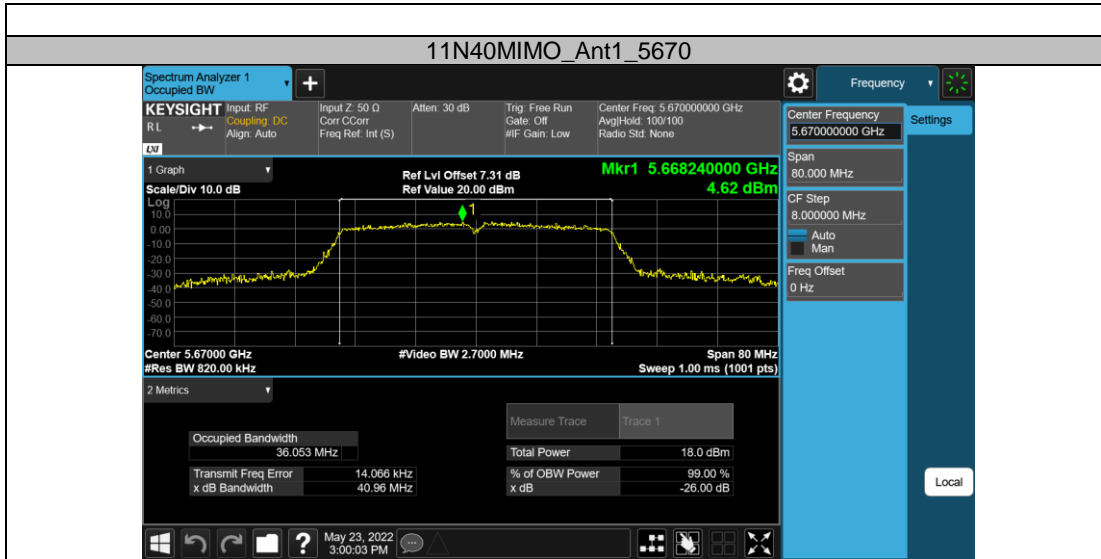 11N40MIMO_Ant1_5670
Spectrum Analyzer 1
Occupied BW
+
Frequency
KEYSIGHT
RL
LXI
Input: RF
Coupling: DC
Align: Auto
Input Z: 50 Ω
Corr CCorr
Freq Ref: Int (S)
Atten: 30 dB
Trig: Free Run
Gate: Off
#IF Gain: Low
Center Freq: 5.670000000 GHz
Avg|Hold: 100/100
Radio Std: None
Center Frequency
5.670000000 GHz
Settings
Span
80.000 MHz
CF Step
8.000000 MHz
Auto
Man
Freq Offset
0 Hz
1 Graph
Ref Lvl Offset 7.31 dB
Mkr1 5.668240000 GHz
Scale/Div 10.0 dB
Ref Value 20.00 dBm
4.62 dBm
Log
1
10.0
0.00
-10.0
-20.0
-30.0
-40.0
-50.0
-60.0
-70.0
Center 5.67000 GHz
#Video BW 2.7000 MHz
Span 80 MHz
#Res BW 820.00 kHz
Sweep 1.00 ms (1001 pts)
2 Metrics
Measure Trace
Trace 1
Occupied Bandwidth
36.053 MHz
Total Power
18.0 dBm
Transmit Freq Error
14.066 kHz
% of OBW Power
99.00 %
x dB Bandwidth
40.96 MHz
x dB
-26.00 dB
Local
?
May 23, 2022
3:00:03 PM